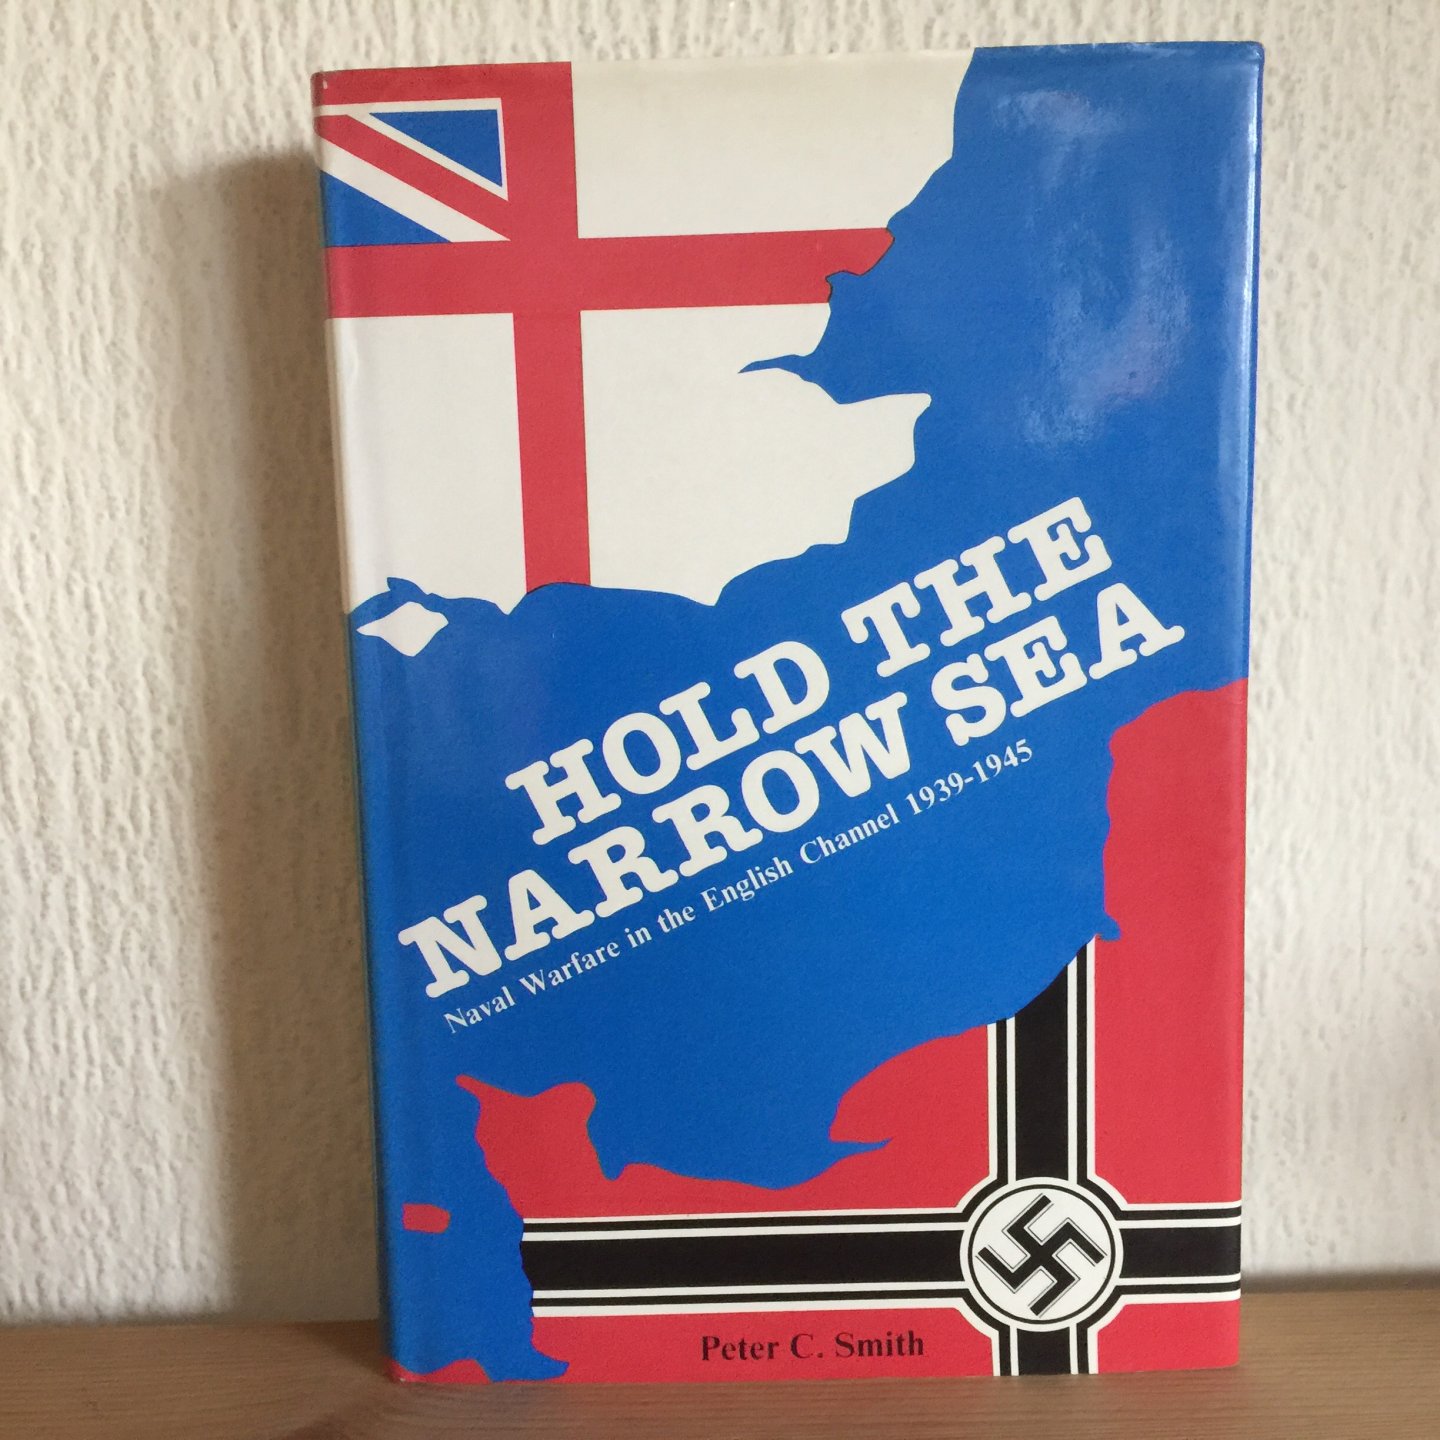 HOLD THE
NARROW SEA
Naval Warfare in the English Channel 1939-1945
Peter C. Smith